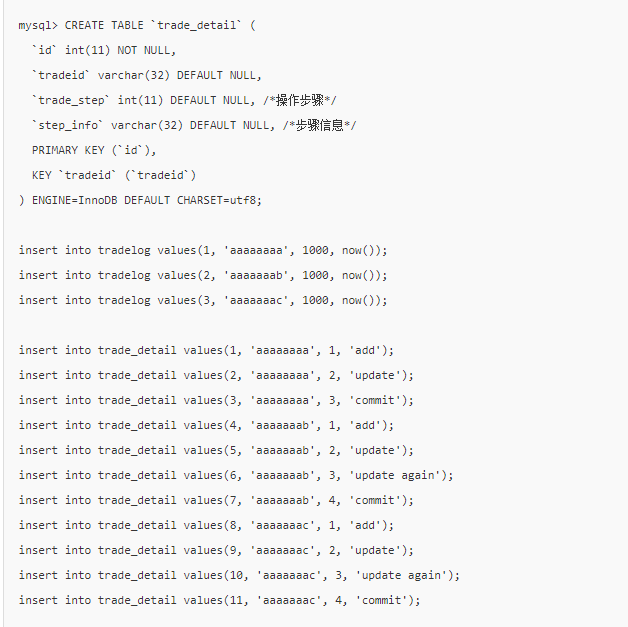 mysql> CREATE TABLE `trade_detail` (
  `id` int(11) NOT NULL,
  `tradeid` varchar(32) DEFAULT NULL,
  `trade_step` int(11) DEFAULT NULL, /*操作步骤*/
  `step_info` varchar(32) DEFAULT NULL, /*步骤信息*/
  PRIMARY KEY (`id`),
  KEY `tradeid` (`tradeid`)
) ENGINE=InnoDB DEFAULT CHARSET=utf8;

insert into tradelog values(1, 'aaaaaaaa', 1000, now());
insert into tradelog values(2, 'aaaaaaab', 1000, now());
insert into tradelog values(3, 'aaaaaaac', 1000, now());

insert into trade_detail values(1, 'aaaaaaaa', 1, 'add');
insert into trade_detail values(2, 'aaaaaaaa', 2, 'update');
insert into trade_detail values(3, 'aaaaaaaa', 3, 'commit');
insert into trade_detail values(4, 'aaaaaaab', 1, 'add');
insert into trade_detail values(5, 'aaaaaaab', 2, 'update');
insert into trade_detail values(6, 'aaaaaaab', 3, 'update again');
insert into trade_detail values(7, 'aaaaaaab', 4, 'commit');
insert into trade_detail values(8, 'aaaaaaac', 1, 'add');
insert into trade_detail values(9, 'aaaaaaac', 2, 'update');
insert into trade_detail values(10, 'aaaaaaac', 3, 'update again');
insert into trade_detail values(11, 'aaaaaaac', 4, 'commit');